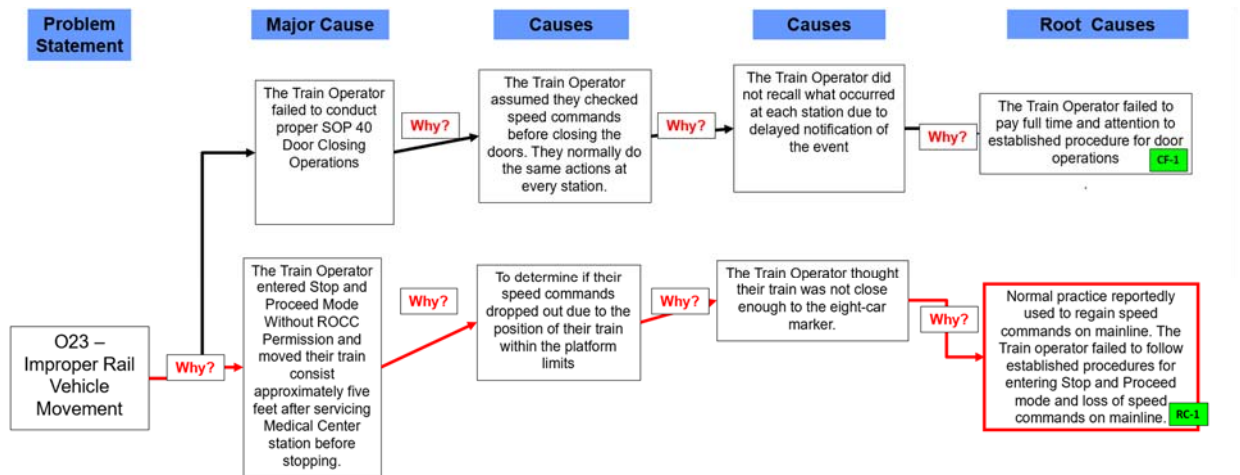 Problem
Statement
Major Cause
Causes
Causes
Root Causes
The Train Operator
failed to conduct
proper SOP 40
Door Closing
Operations
Why?
The Train Operator
assumed they checked
speed commands
before closing the
doors. They normally do
the same actions at
every station.
Why?
The Train Operator did
not recall what occurred
at each station due to
delayed notification of
the event
Why?
The Train Operator failed to
pay full time and attention to
established procedure for door
operations
CF-1
O23 –
Improper Rail
Vehicle
Movement
Why?
The Train Operator
entered Stop and
Proceed Mode
Without ROCC
Permission and
moved their train
consist
approximately five
feet after servicing
Medical Center
station before
stopping.
Why?
To determine if their
speed commands
dropped out due to the
position of their train
within the platform
limits
Why?
The Train Operator thought
their train was not close
enough to the eight-car
marker.
Why?
Normal practice reportedly
used to regain speed
commands on mainline. The
Train operator failed to follow
established procedures for
entering Stop and Proceed
mode and loss of speed
commands on mainline.
RC-1